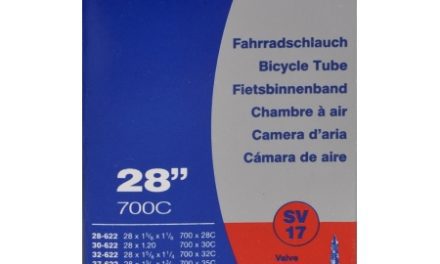 Fahrradschlauch
Bicycle Tube
Fietsbinnenband
Chambre à air
Camera d'aria
Cámara de aire
28”
700C
SV
17
28-622 28 x 1⅝ x 1⅛ 700 x 28C
30-622 28 x 1.20 700 x 30C
32-622 28 x 1⅝ x 1¼ 700 x 32C
700 x 35C
Valve